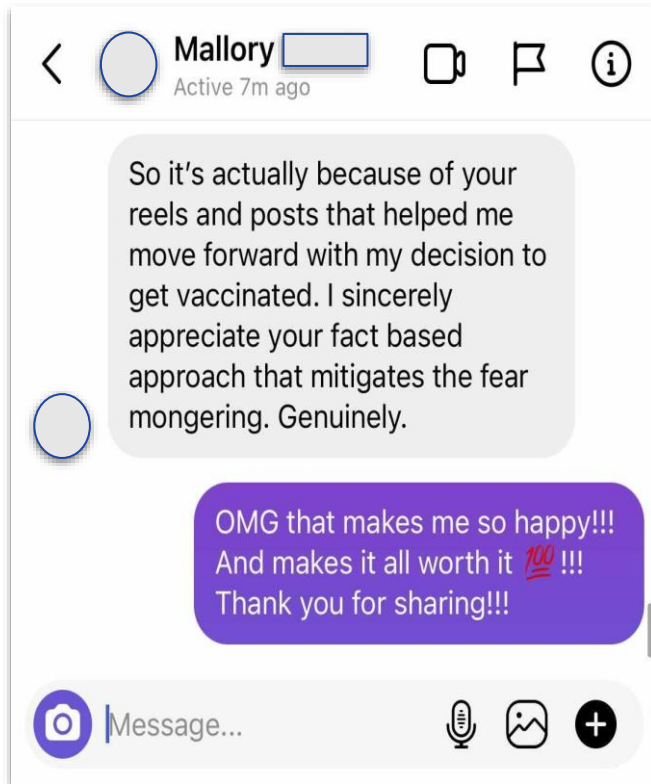 Mallory
Active 7m ago
So it's actually because of your
reels and posts that helped me
move forward with my decision to
get vaccinated. I sincerely
appreciate your fact based
approach that mitigates the fear
mongering. Genuinely.
OMG that makes me so happy!!!
And makes it all worth it 💯 !!!
Thank you for sharing!!!
Message...